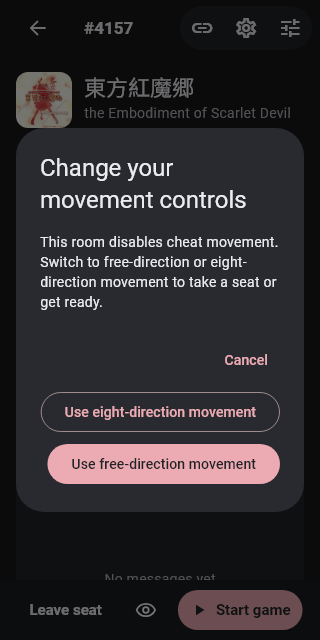 #4157
東方紅魔郷
the Embodiment of Scarlet Devil
Change your
movement controls
This room disables cheat movement.
Switch to free-direction or eight-
direction movement to take a seat or
get ready.
Cancel
Use eight-direction movement
Use free-direction movement
No messages yet
Leave seat
Start game